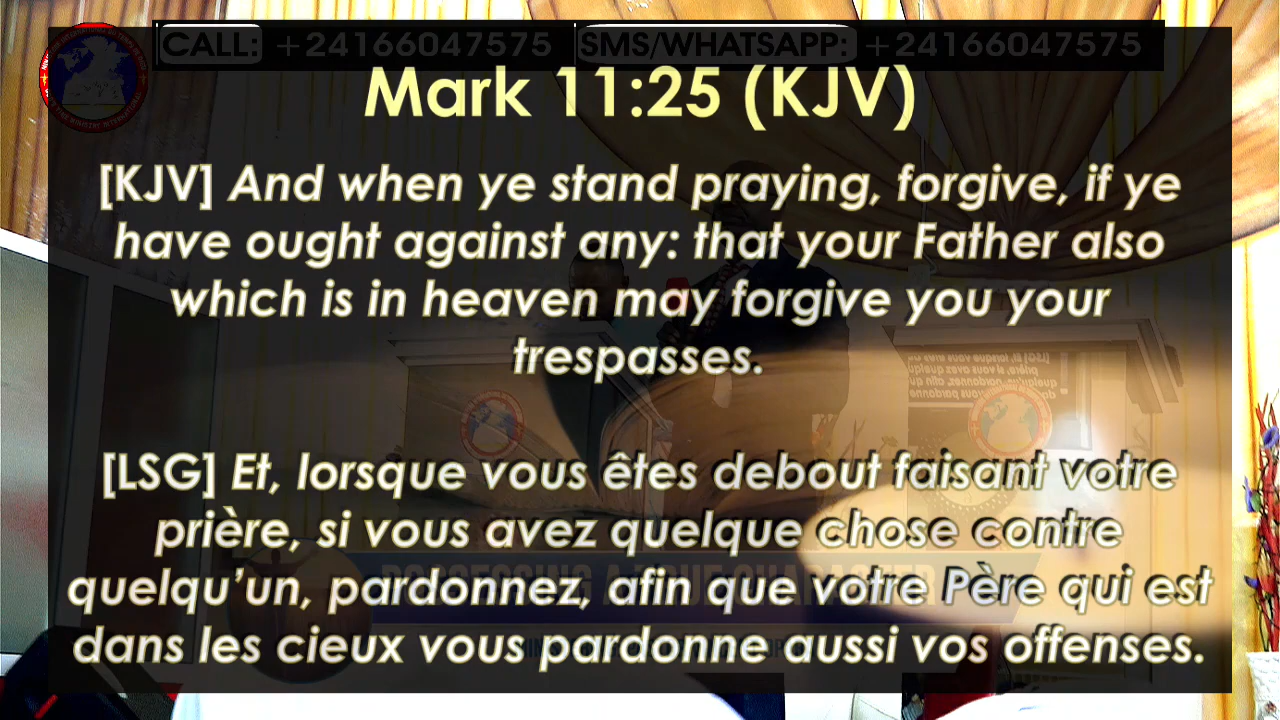 CALL: +24166047575 SMS/WHATSAPP: +24166047575
Mark 11:25 (KJV)
[KJV] And when ye stand praying, forgive, if ye
have ought against any: that your Father also
which is in heaven may forgive you your
trespasses.
[LSG] Et, lorsque vous êtes debout faisant votre
prière, si vous avez quelque chose contre
quelqu’un, pardonnez, afin que votre Père qui est
dans les cieux vous pardonne aussi vos offenses.